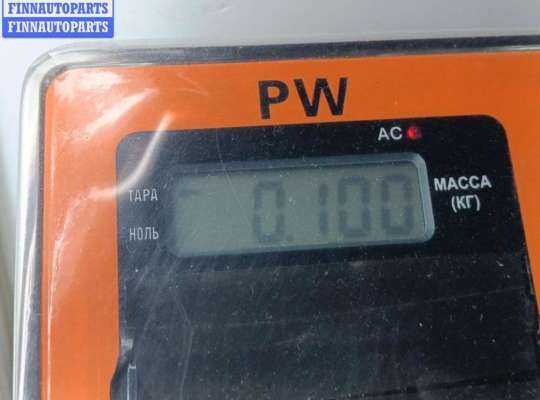 FINNAUTOPARTS
FINNAUTOPARTS
PW
AC
ТАРА
0.100
МАССА
(КГ)
НОЛЬ